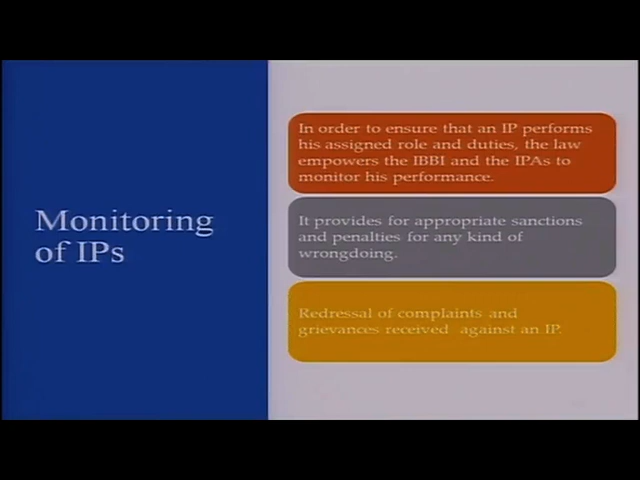 Monitoring
of IPs
In order to ensure that an IP performs
his assigned role and duties, the law
empowers the IBBI and the IPAs to
monitor his performance.
It provides for appropriate sanctions
and penalties for any kind of
wrongdoing.
Redressal of complaints and
grievances received against an IP.